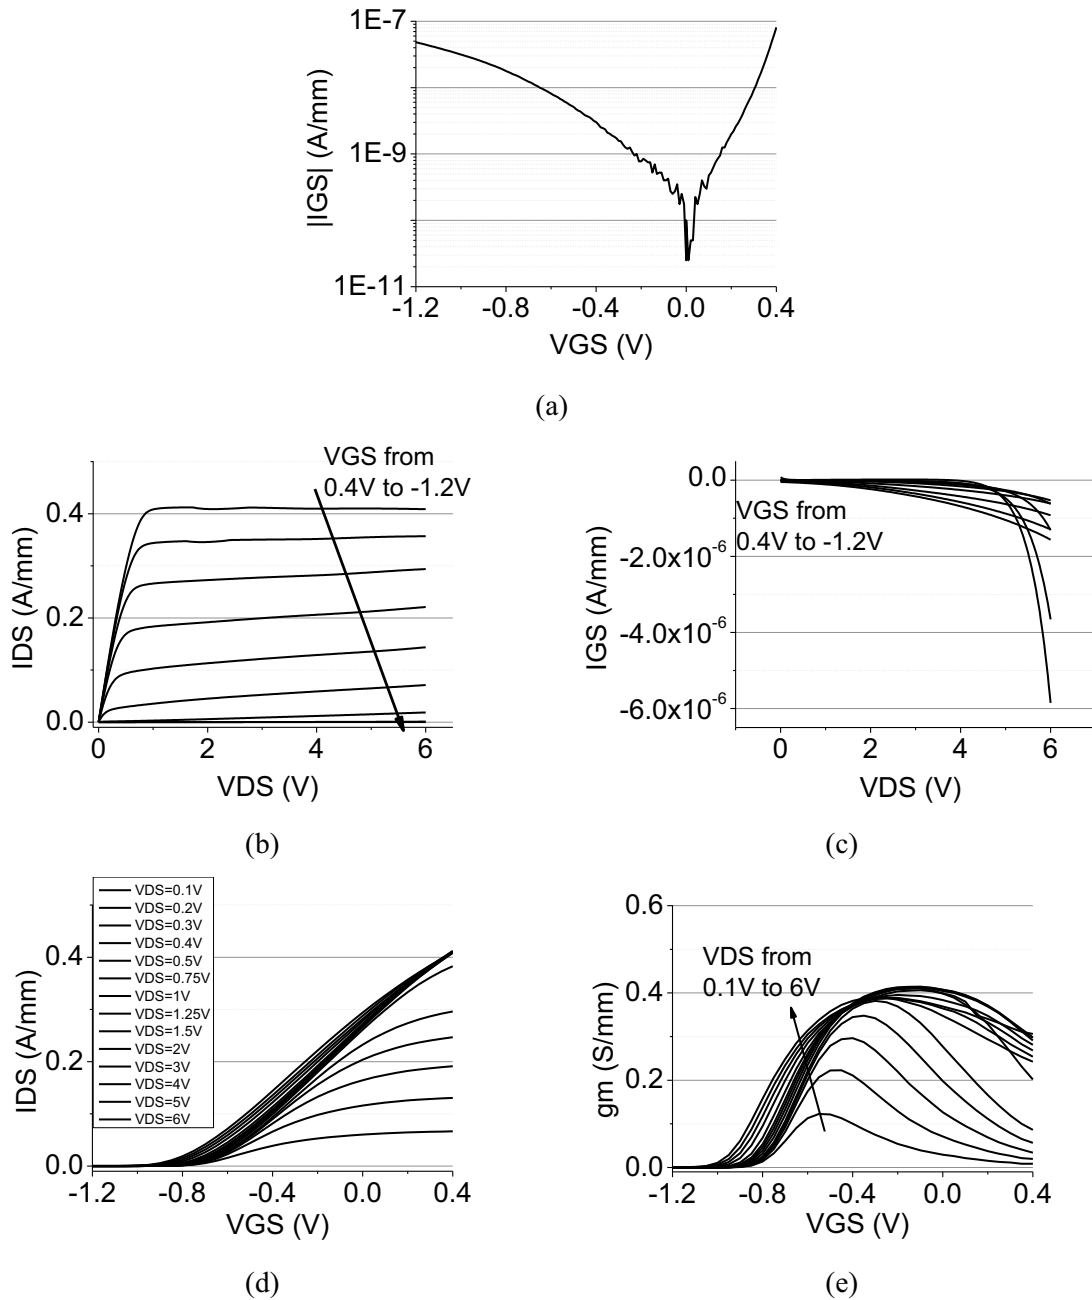 1E-7
1E-9
1E-11
|IGS| (A/mm)
-1.2 -0.8 -0.4 0.0 0.4
VGS (V)
(a)
VGS from
0.4V to -1.2V
0.4
0.2
0.0
IDS (A/mm)
0 2 4 6
VDS (V)
(b)
0.0
VGS from
0.4V to -1.2V
-2.0x10-6
-4.0x10-6
-6.0x10-6
IGS (A/mm)
0 2 4 6
VDS (V)
(c)
VDS=0.1V
VDS=0.2V
VDS=0.3V
VDS=0.4V
VDS=0.5V
VDS=0.75V
VDS=1V
VDS=1.25V
VDS=1.5V
VDS=2V
VDS=3V
VDS=4V
VDS=5V
VDS=6V
0.4
0.2
0.0
IDS (A/mm)
-1.2 -0.8 -0.4 0.0 0.4
VGS (V)
(d)
0.6
VDS from
0.1V to 6V
0.4
0.2
0.0
gm (S/mm)
-1.2 -0.8 -0.4 0.0 0.4
VGS (V)
(e)